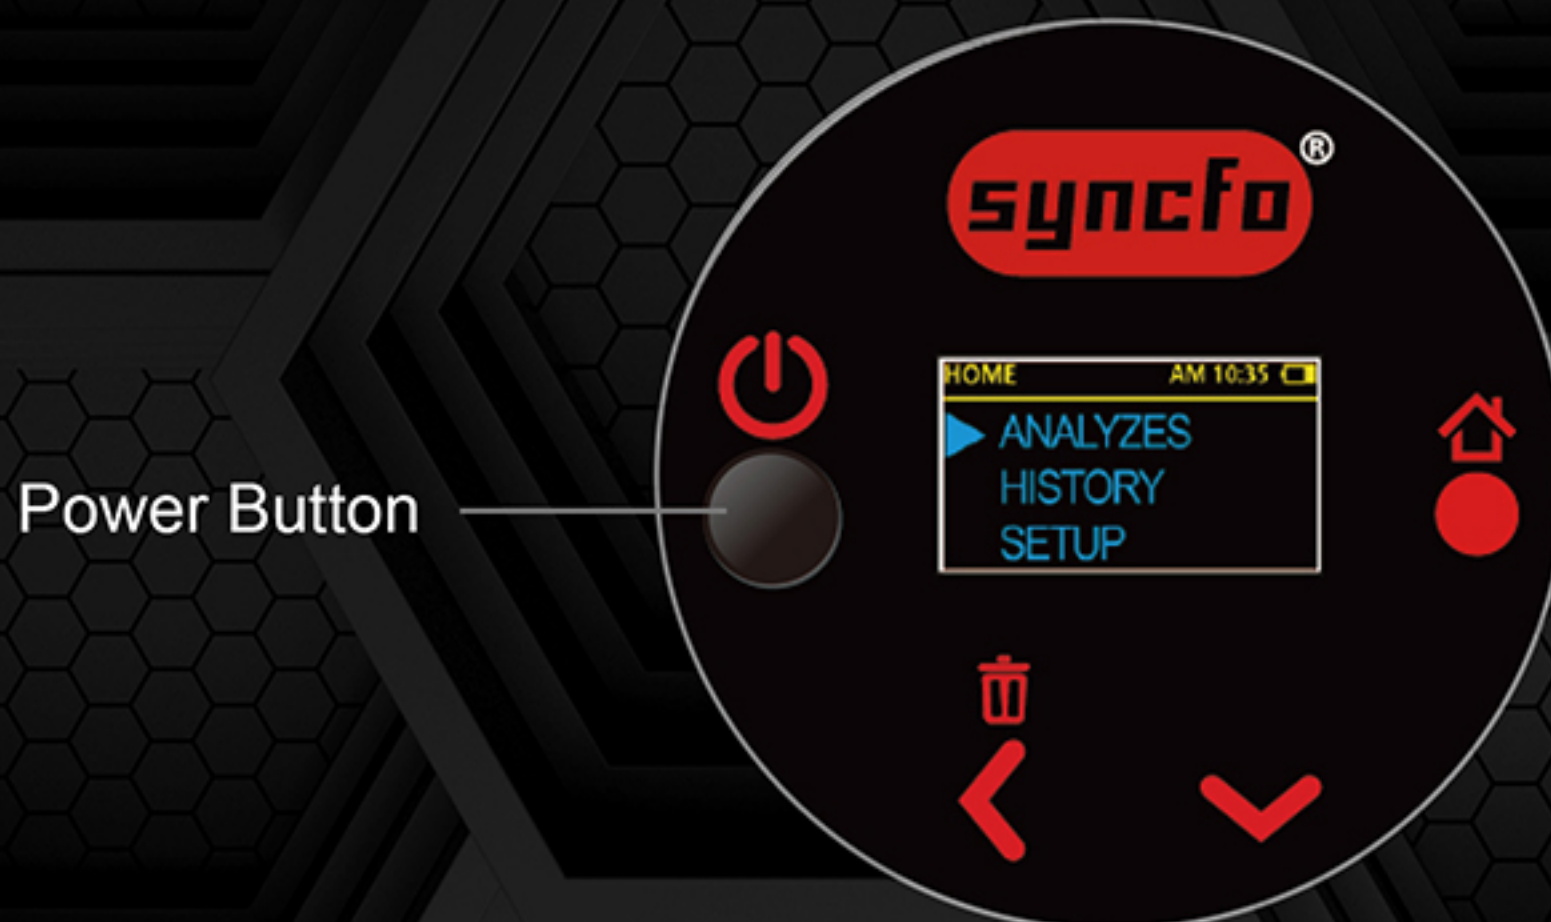 syncfo®
HOME AM 10:35
ANALYZES
HISTORY
SETUP
Power Button